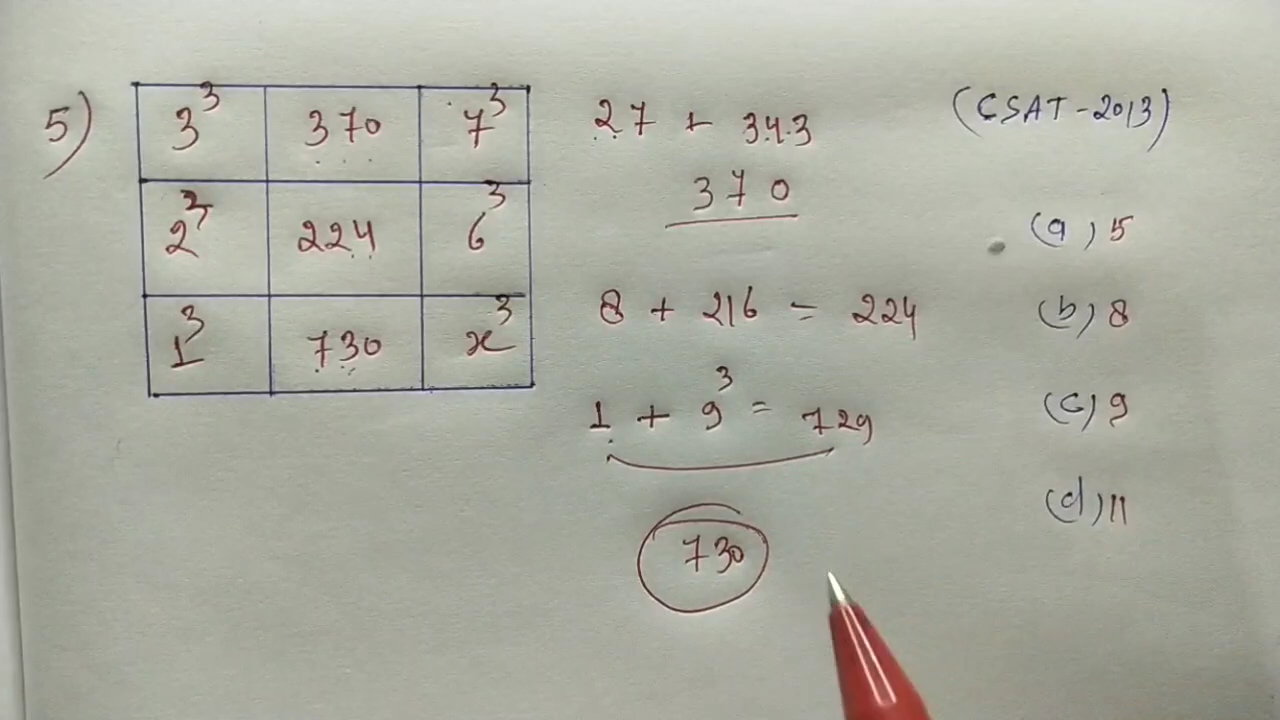 5)
3³ 370 7³
2³ 224 6³
1³ 730 x³
27 + 343
370
8 + 216 = 224
1 + 9³ = 729
730
(CSAT-2013)
(a) 5
(b) 8
(c) 9
(d) 11